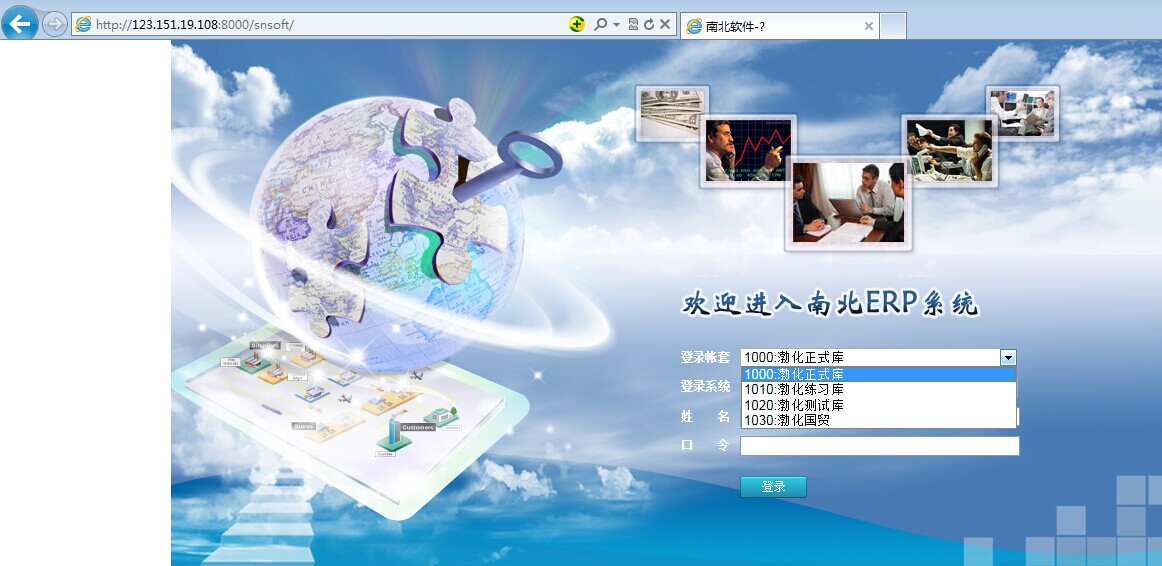 http://123.151.19.108:8000/snsoft/
南北软件-?
欢迎进入南北ERP系统
登录帐套 1000:渤化正式库
1000:渤化正式库
登录系统 1010:渤化练习库
1020:渤化测试库
姓 名 1030:渤化国贸
口 令
登录
Suppliers
Stores
Customers